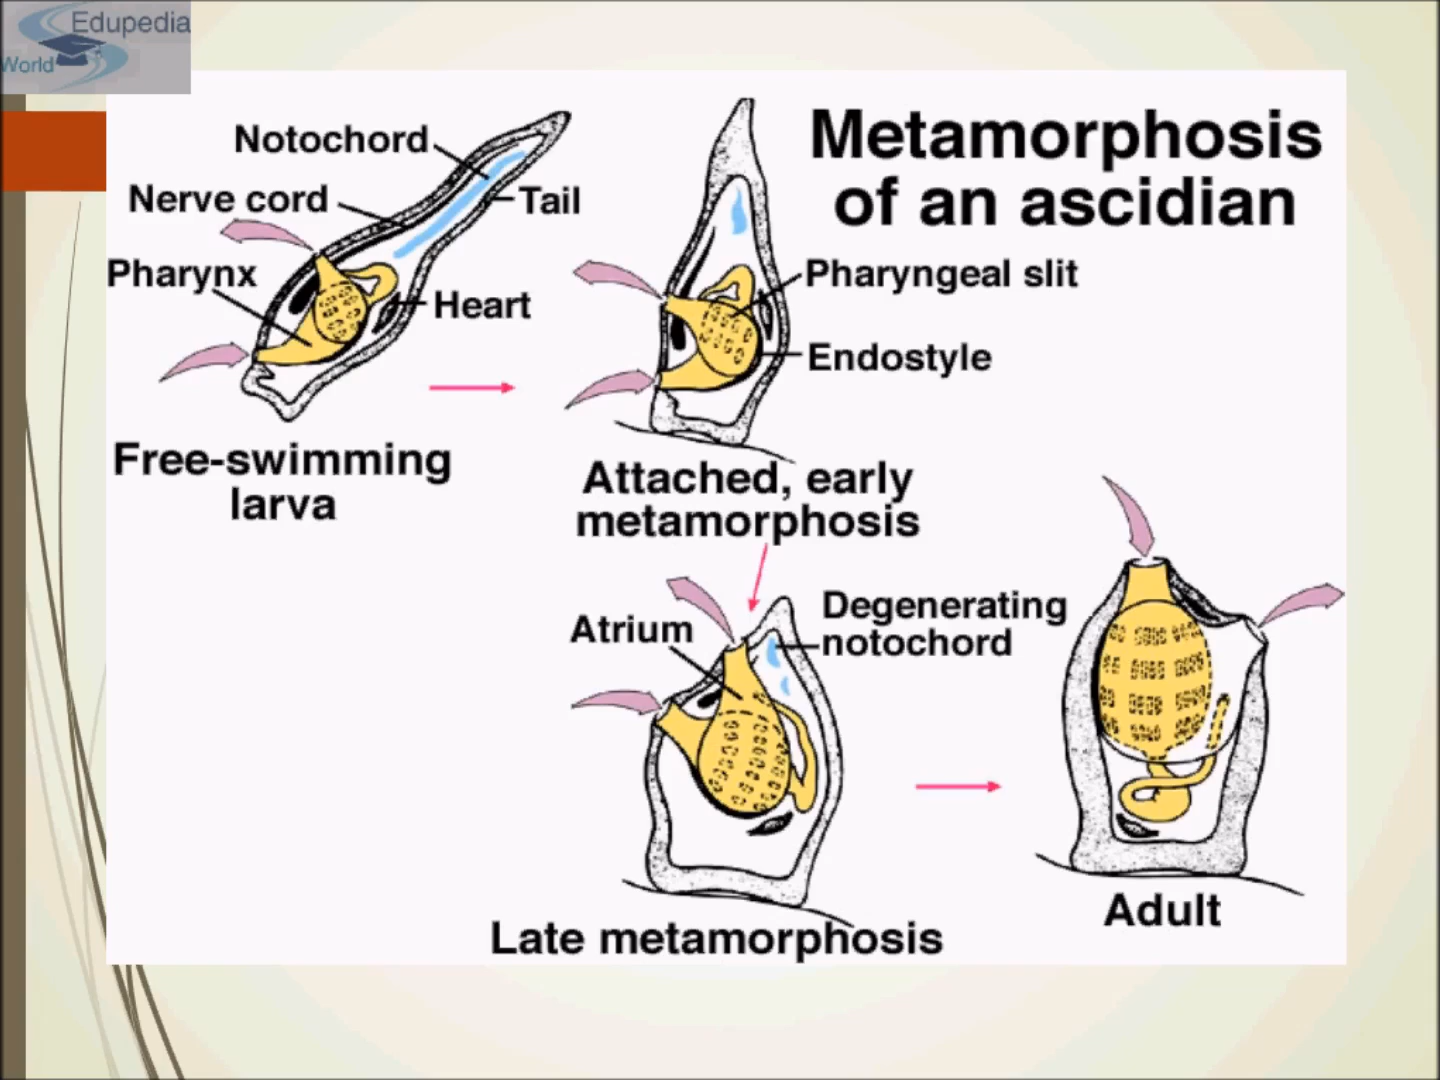 Edupedia
World
Metamorphosis
of an ascidian
Notochord
Nerve cord
Tail
Pharynx
Heart
Free-swimming
larva
Pharyngeal slit
Endostyle
Attached, early
metamorphosis
Atrium
Degenerating
notochord
Late metamorphosis
Adult